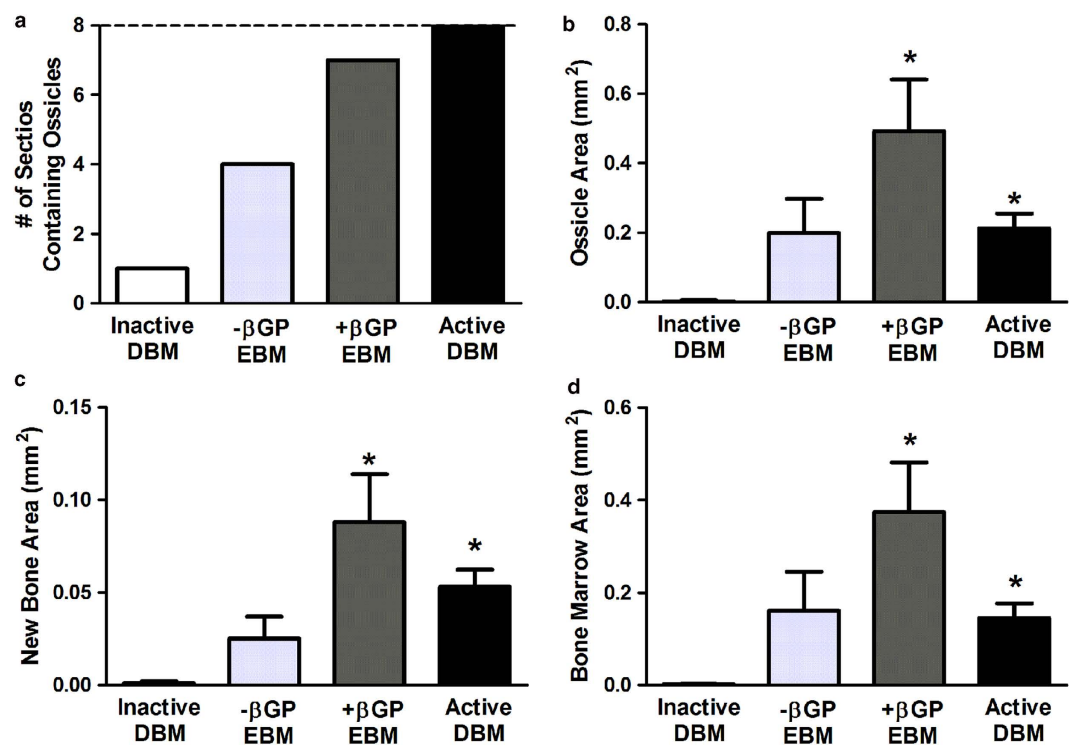 a
# of Sectios
Containing Ossicles
8
6
4
2
0
Inactive DBM
-βGP EBM
+βGP EBM
Active DBM
b
Ossicle Area (mm²)
0.8
0.6
0.4
0.2
0.0
*
*
Inactive DBM
-βGP EBM
+βGP EBM
Active DBM
c
New Bone Area (mm²)
0.15
0.10
0.05
0.00
*
*
Inactive DBM
-βGP EBM
+βGP EBM
Active DBM
d
Bone Marrow Area (mm²)
0.6
0.4
0.2
0.0
*
*
Inactive DBM
-βGP EBM
+βGP EBM
Active DBM